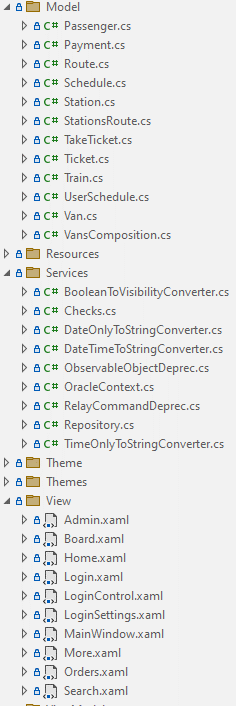 Model
C# Passenger.cs
C# Payment.cs
C# Route.cs
C# Schedule.cs
C# Station.cs
C# StationsRoute.cs
C# TakeTicket.cs
C# Ticket.cs
C# Train.cs
C# UserSchedule.cs
C# Van.cs
C# VansComposition.cs
Resources
Services
C# BooleanToVisibilityConverter.cs
C# Checks.cs
C# DateOnlyToStringConverter.cs
C# DateTimeToStringConverter.cs
C# ObservableObjectDeprec.cs
C# OracleContext.cs
C# RelayCommandDeprec.cs
C# Repository.cs
C# TimeOnlyToStringConverter.cs
Theme
Themes
View
Admin.xaml
Board.xaml
Home.xaml
Login.xaml
LoginControl.xaml
LoginSettings.xaml
MainWindow.xaml
More.xaml
Orders.xaml
Search.xaml